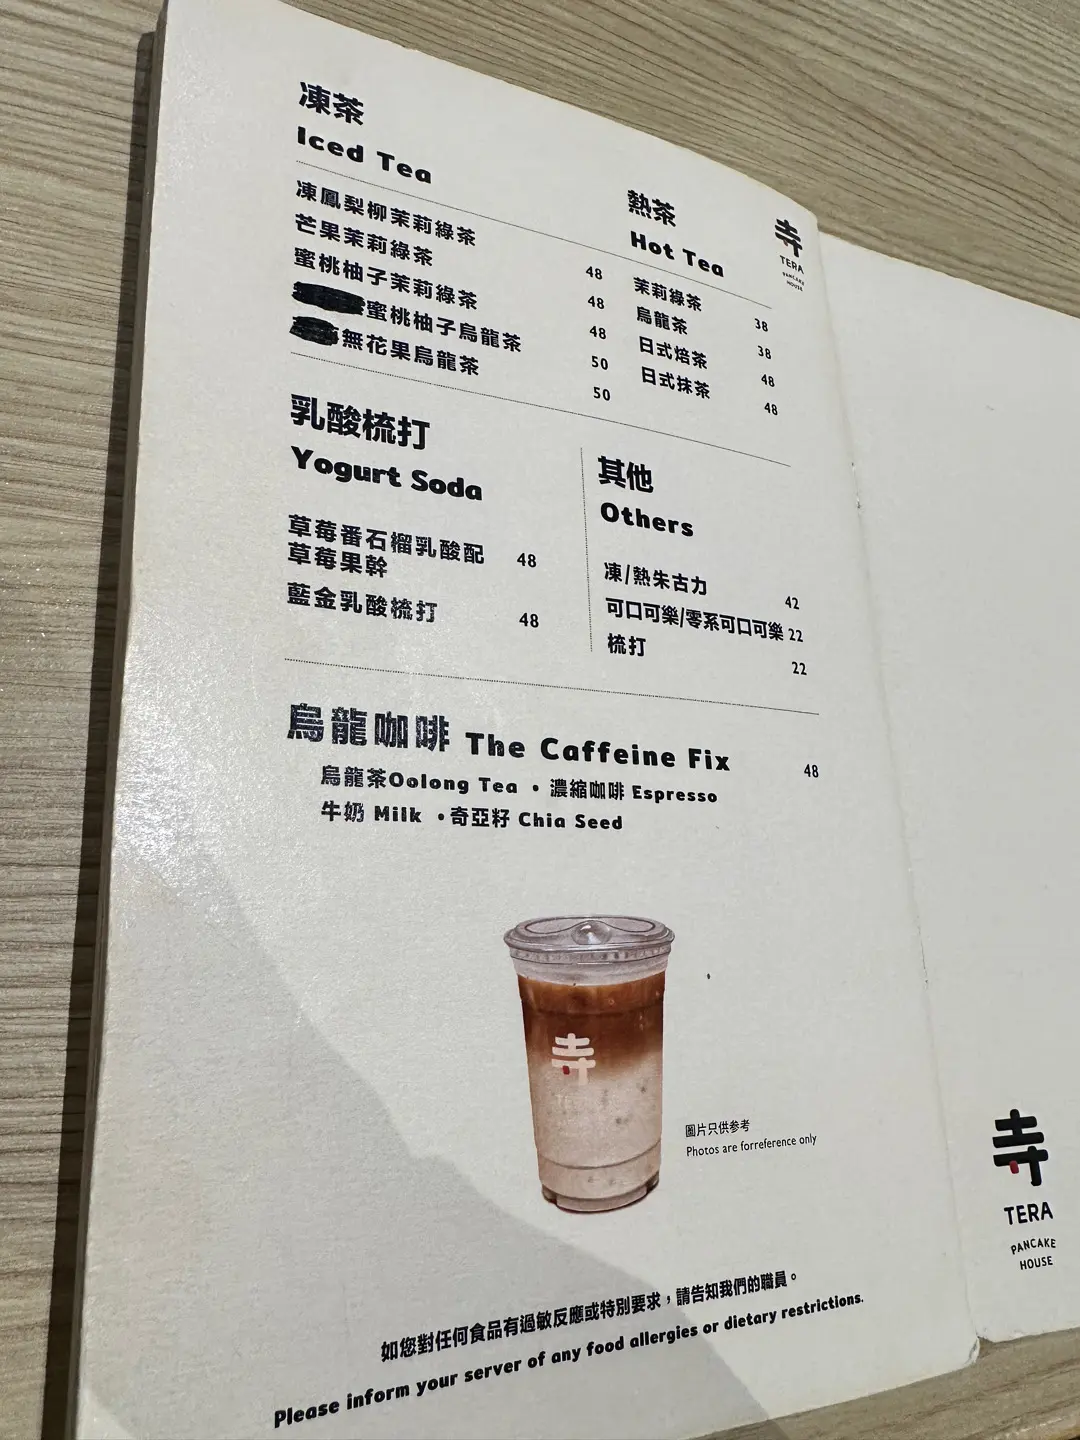 凍茶
Iced Tea
凍鳳梨柳茉莉綠茶 48
芒果茉莉綠茶 48
蜜桃柚子茉莉綠茶 48
蜜桃柚子烏龍茶 50
無花果烏龍茶 50
熱茶
Hot Tea
茉莉綠茶 38
烏龍茶 38
日式焙茶 48
日式抹茶 48
寺
TERA
PANCAKE
HOUSE
乳酸梳打
Yogurt Soda
草莓番石榴乳酸配 48
草莓果幹
藍金乳酸梳打 48
其他
Others
凍/熱朱古力 42
可口可樂/零系可口可樂 22
梳打 22
烏龍咖啡 The Caffeine Fix 48
烏龍茶Oolong Tea • 濃縮咖啡 Espresso
牛奶 Milk •奇亞籽 Chia Seed
寺
圖片只供參考
Photos are forreference only
寺
TERA
PANCAKE
HOUSE
如您對任何食品有過敏反應或特別要求，請告知我們的職員。
Please inform your server of any food allergies or dietary restrictions.